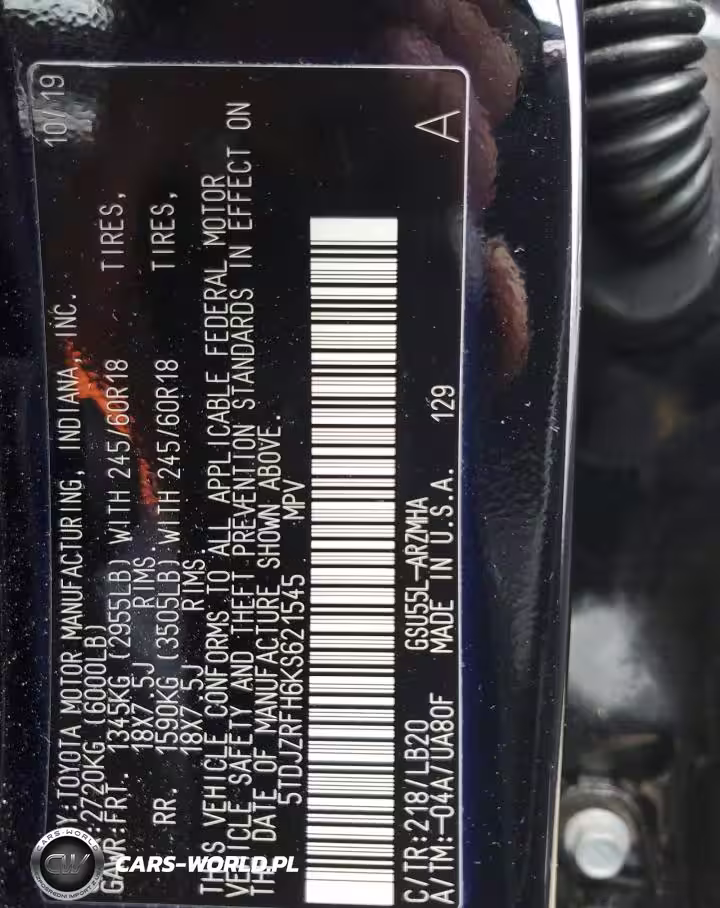 Y:TOYOTA MOTOR MANUFACTURING, INDIANA, INC. 10/19
:2720KG (6000LB)
GAWR:FRT. 1345KG (2955LB) WITH 245/60R18 TIRES,
18X7.5J RIMS.
RR. 1590KG (3505LB) WITH 245/60R18 TIRES,
18X7.5J RIMS.
THIS VEHICLE CONFORMS TO ALL APPLICABLE FEDERAL MOTOR
VEHICLE SAFETY AND THEFT PREVENTION STANDARDS IN EFFECT ON
THE DATE OF MANUFACTURE SHOWN ABOVE.
5TDJZRFH6KS621545 MPV
C/TR:218/LB20 GSU55L-ARZMHA
A/TM:-04A/UA80F MADE IN U.S.A. 129 A
CARS-WORLD
CW
CARS-WORLD.PL